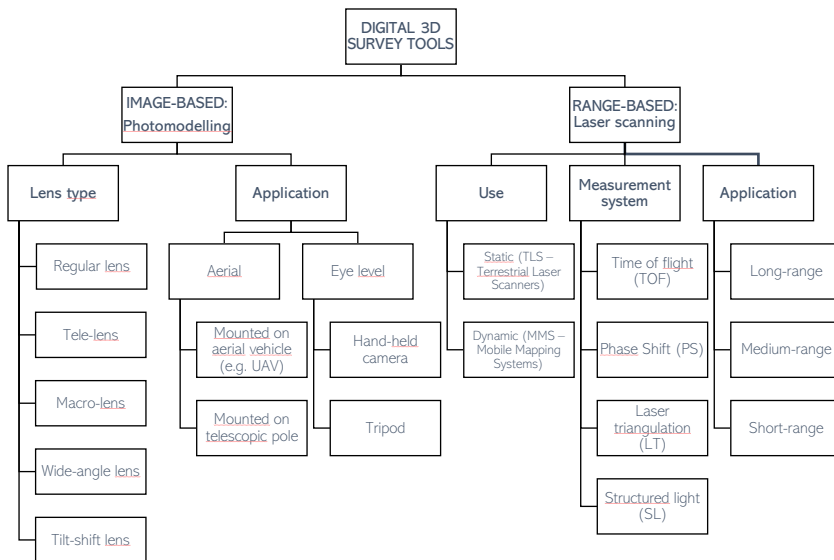 DIGITAL 3D
SURVEY TOOLS
IMAGE-BASED:
Photomodelling
RANGE-BASED:
Laser scanning
Lens type
Application
Use
Measurement
system
Application
Regular lens
Tele-lens
Macro-lens
Wide-angle lens
Tilt-shift lens
Aerial
Mounted on
aerial vehicle
(e.g. UAV)
Mounted on
telescopic pole
Eye level
Hand-held
camera
Tripod
Static (TLS –
Terrestrial Laser
Scanners)
Dynamic (MMS –
Mobile Mapping
Systems)
Time of flight
(TOF)
Phase Shift (PS)
Laser
triangulation
(LT)
Structured light
(SL)
Long-range
Medium-range
Short-range